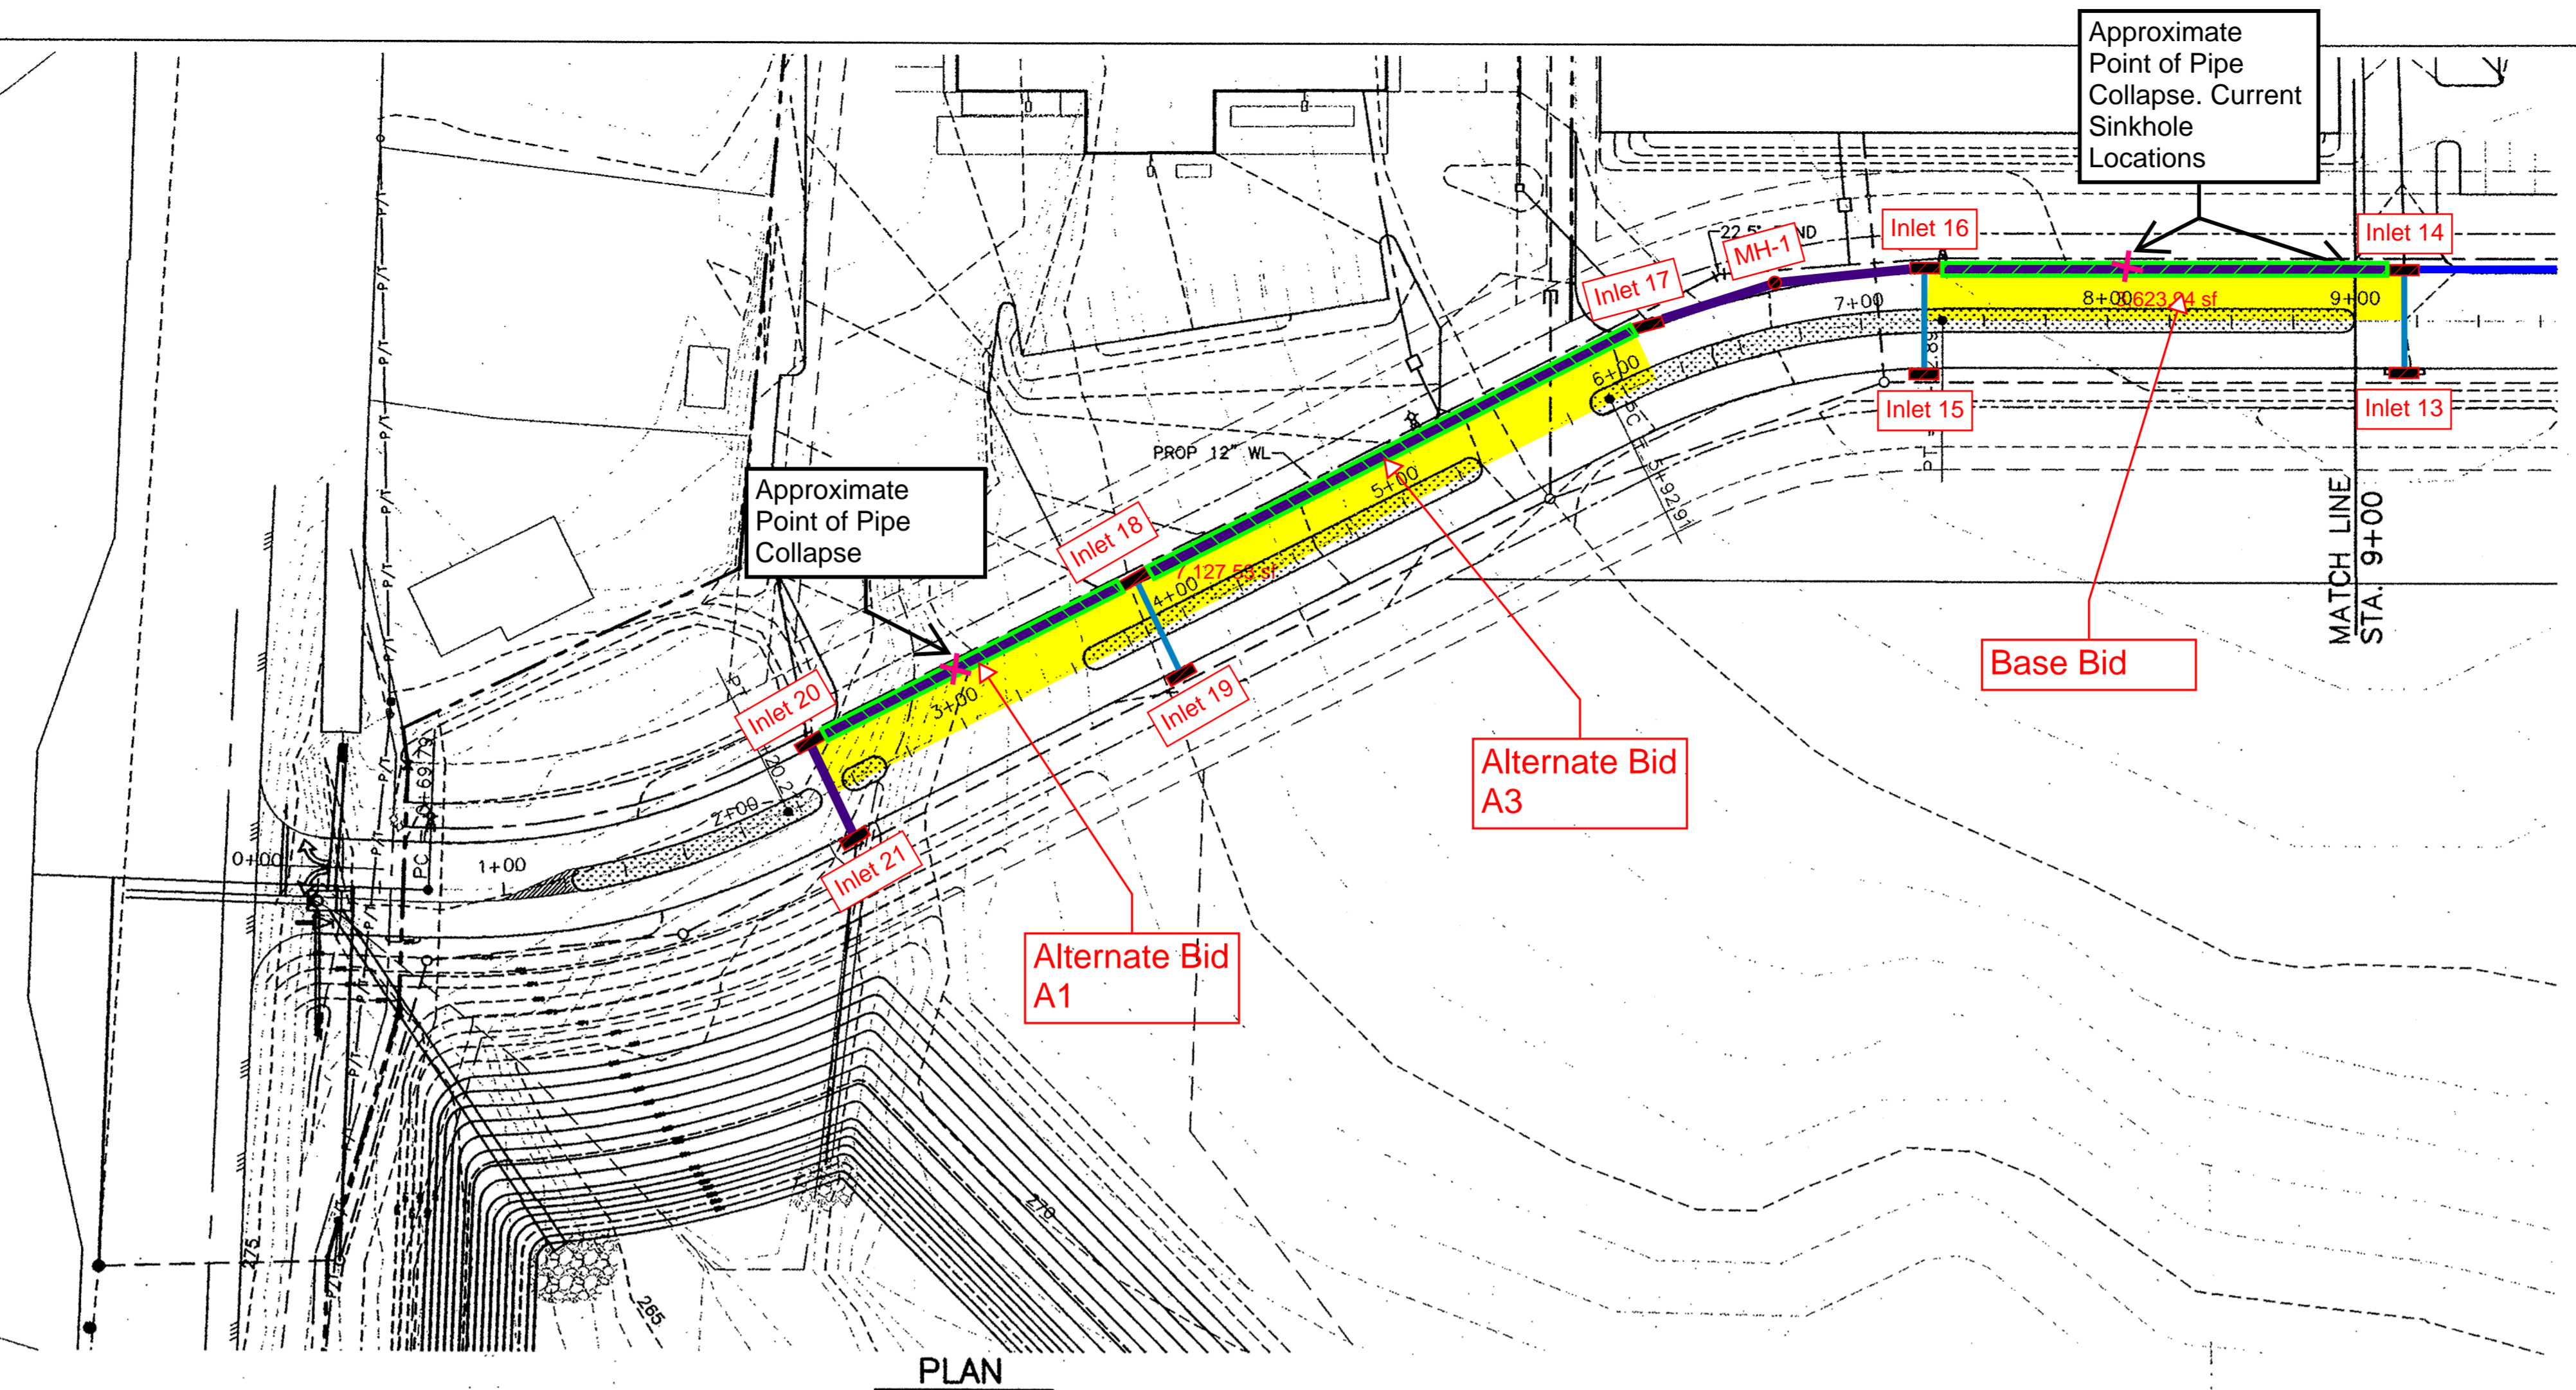 Approximate
Point of Pipe
Collapse. Current
Sinkhole
Locations
Inlet 16
Inlet 14
MH-1
Inlet 17
7+00
8+00
9+00
Inlet 15
Inlet 13
6+00
5+00
PROP 12" WL
MATCH LINE
STA. 9+00
Approximate
Point of Pipe
Collapse
Inlet 18
4+00
Base Bid
Inlet 20
3+00
Inlet 19
Alternate Bid
A3
2+00
Inlet 21
0+00
1+00
Alternate Bid
A1
270
275
265
P/T
PLAN